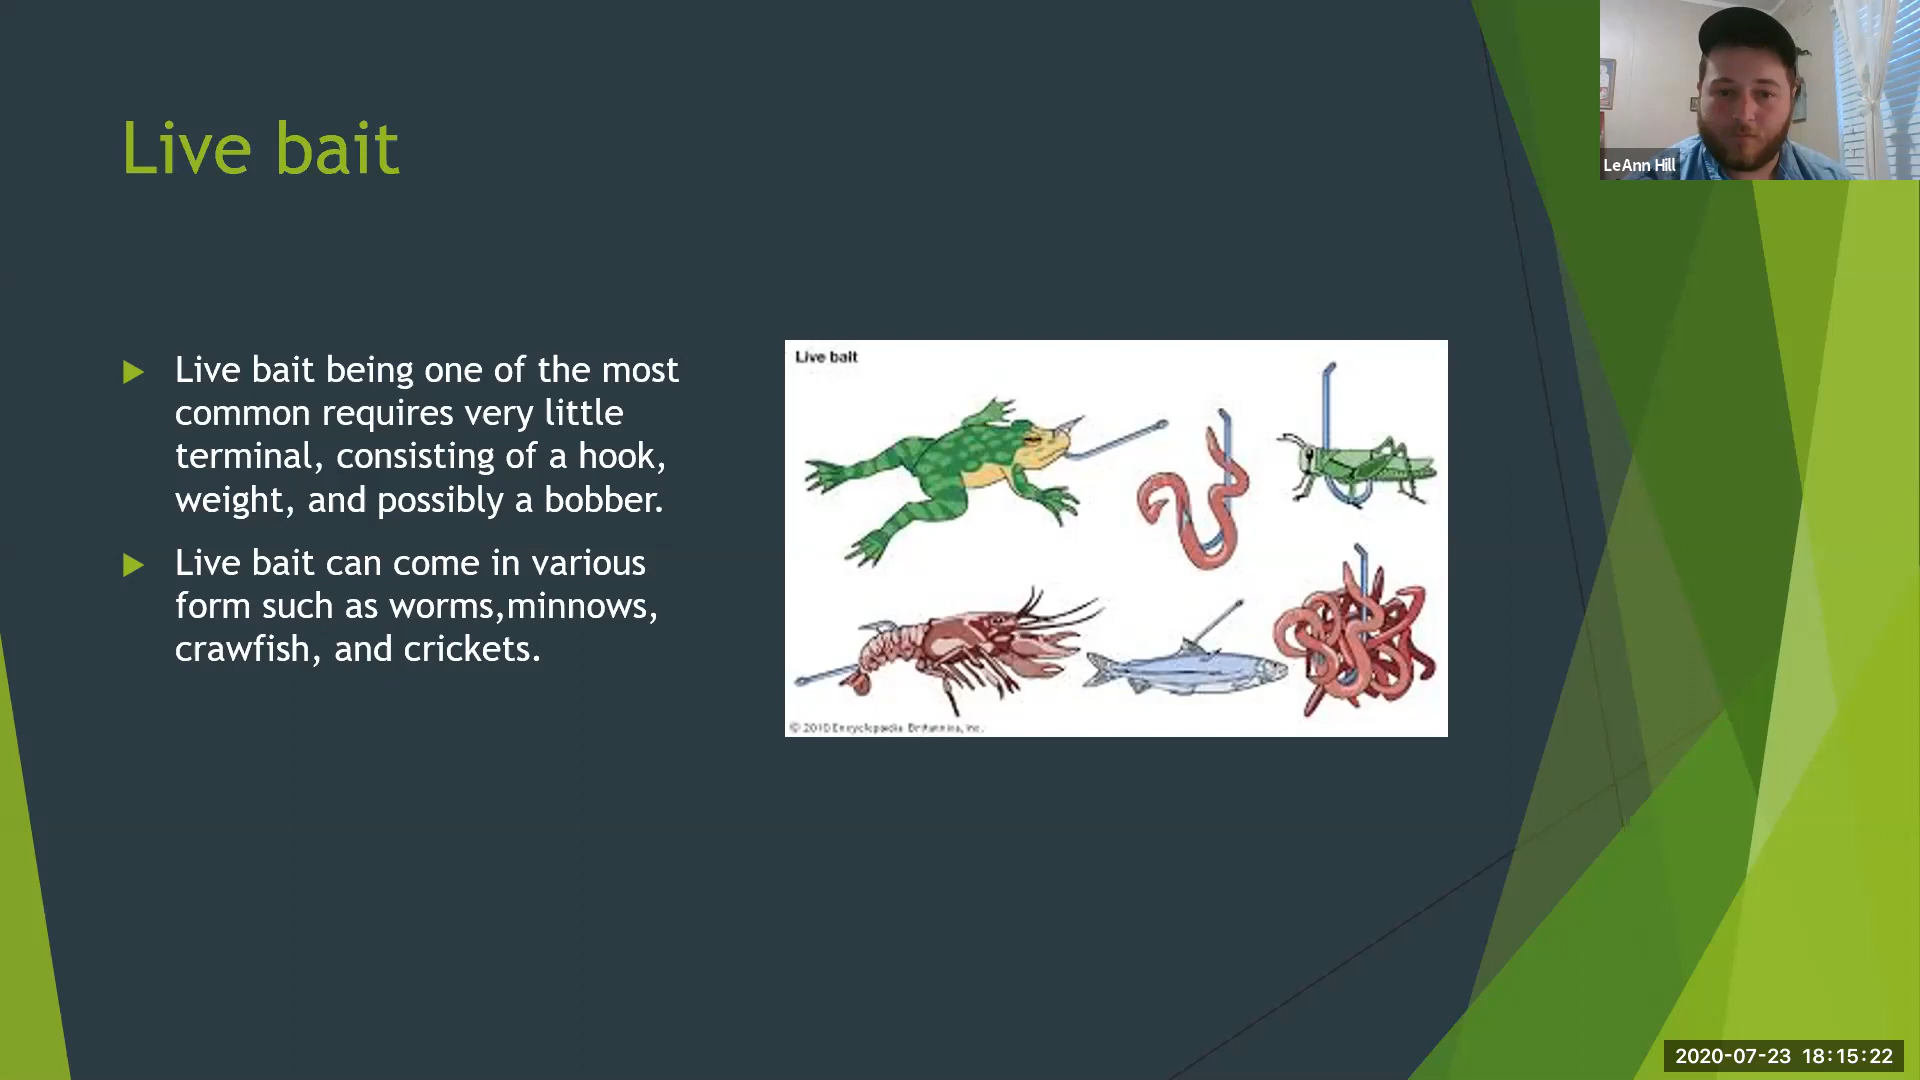 Live bait
Live bait being one of the most
common requires very little
terminal, consisting of a hook,
weight, and possibly a bobber.
Live bait can come in various
form such as worms,minnows,
crawfish, and crickets.
Live bait
© 2010 Encyclopædia Britannica, Inc.
LeAnn Hill
2020-07-23 18:15:22